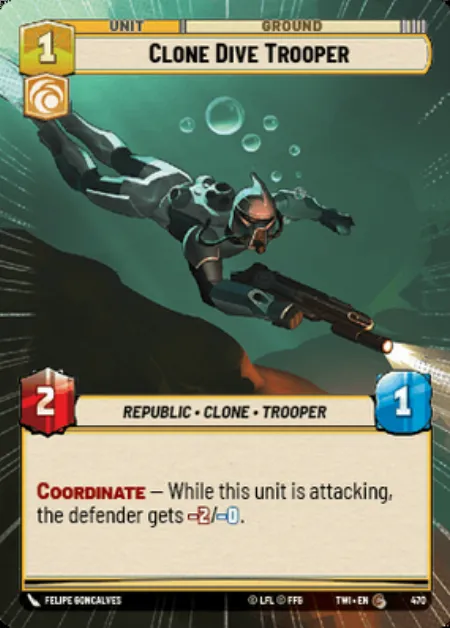 UNIT GROUND
1 CLONE DIVE TROOPER
2 REPUBLIC • CLONE • TROOPER 1
COORDINATE – While this unit is attacking,
the defender gets -2/-0.
FELIPE GONCALVES © LFL © FFG TWI • EN C 470